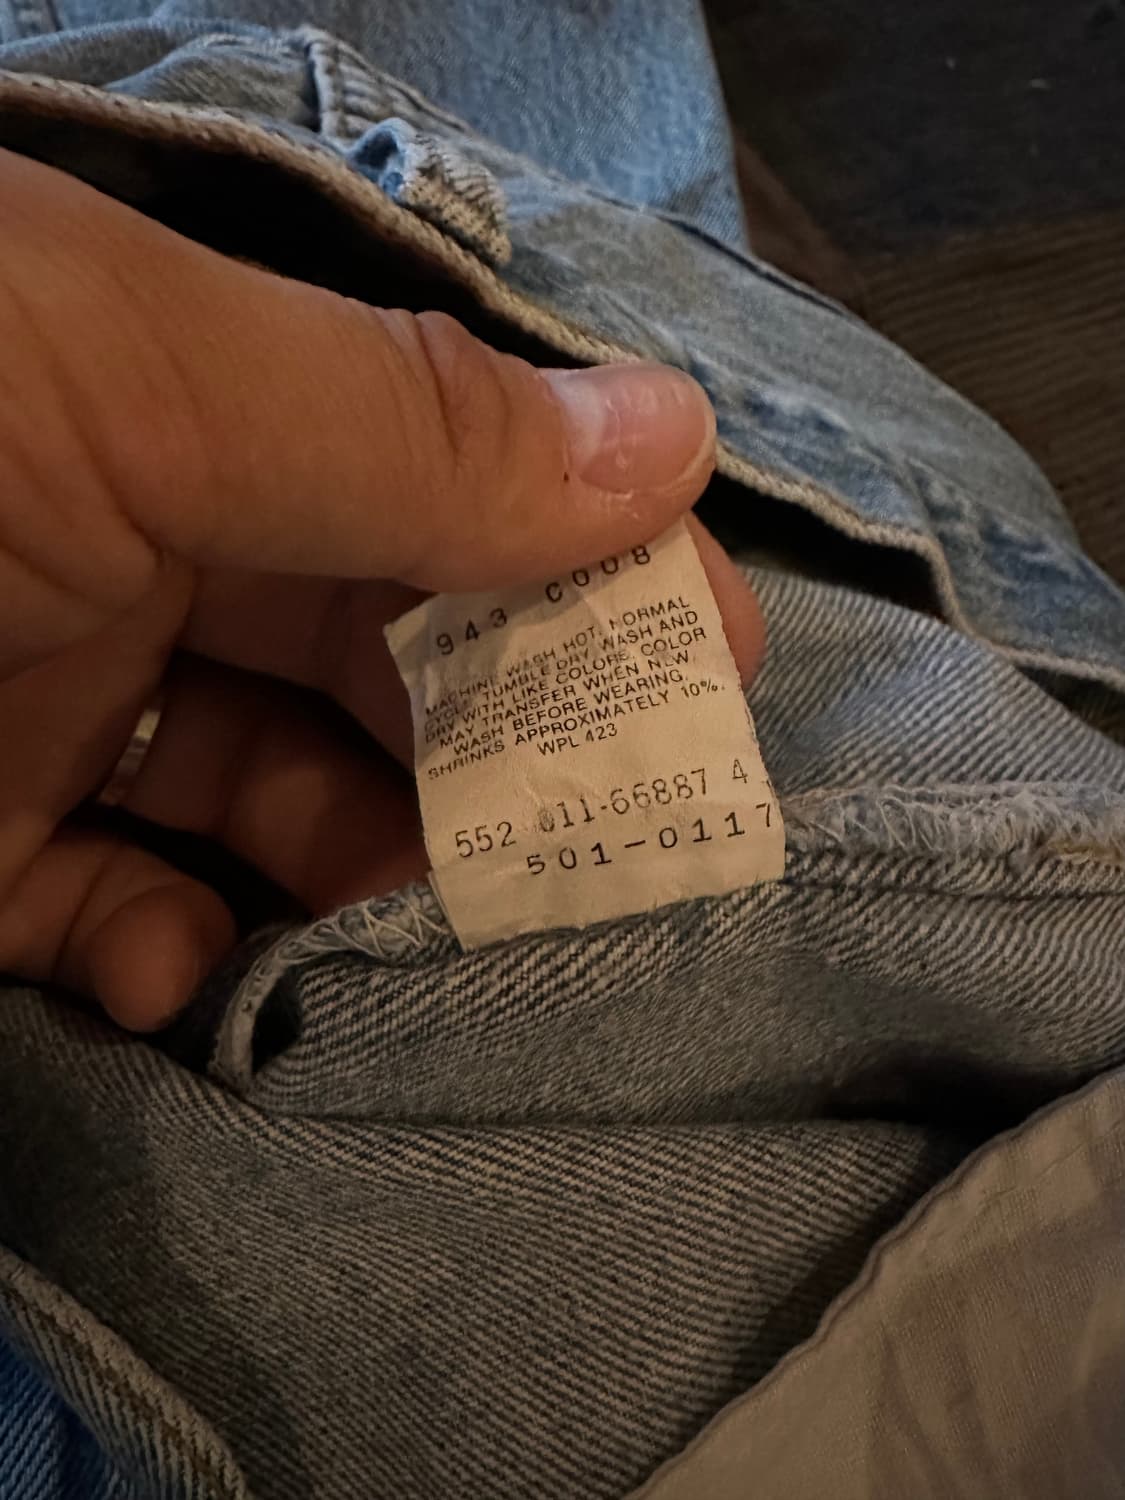 943 C008
MACHINE WASH HOT, NORMAL
CYCLE, TUMBLE DRY, WASH AND
DRY WITH LIKE COLORS. COLOR
MAY TRANSFER WHEN NEW
WASH BEFORE WEARING,
SHRINKS APPROXIMATELY 10%.
WPL 423
552 011-66887 4
501-0117